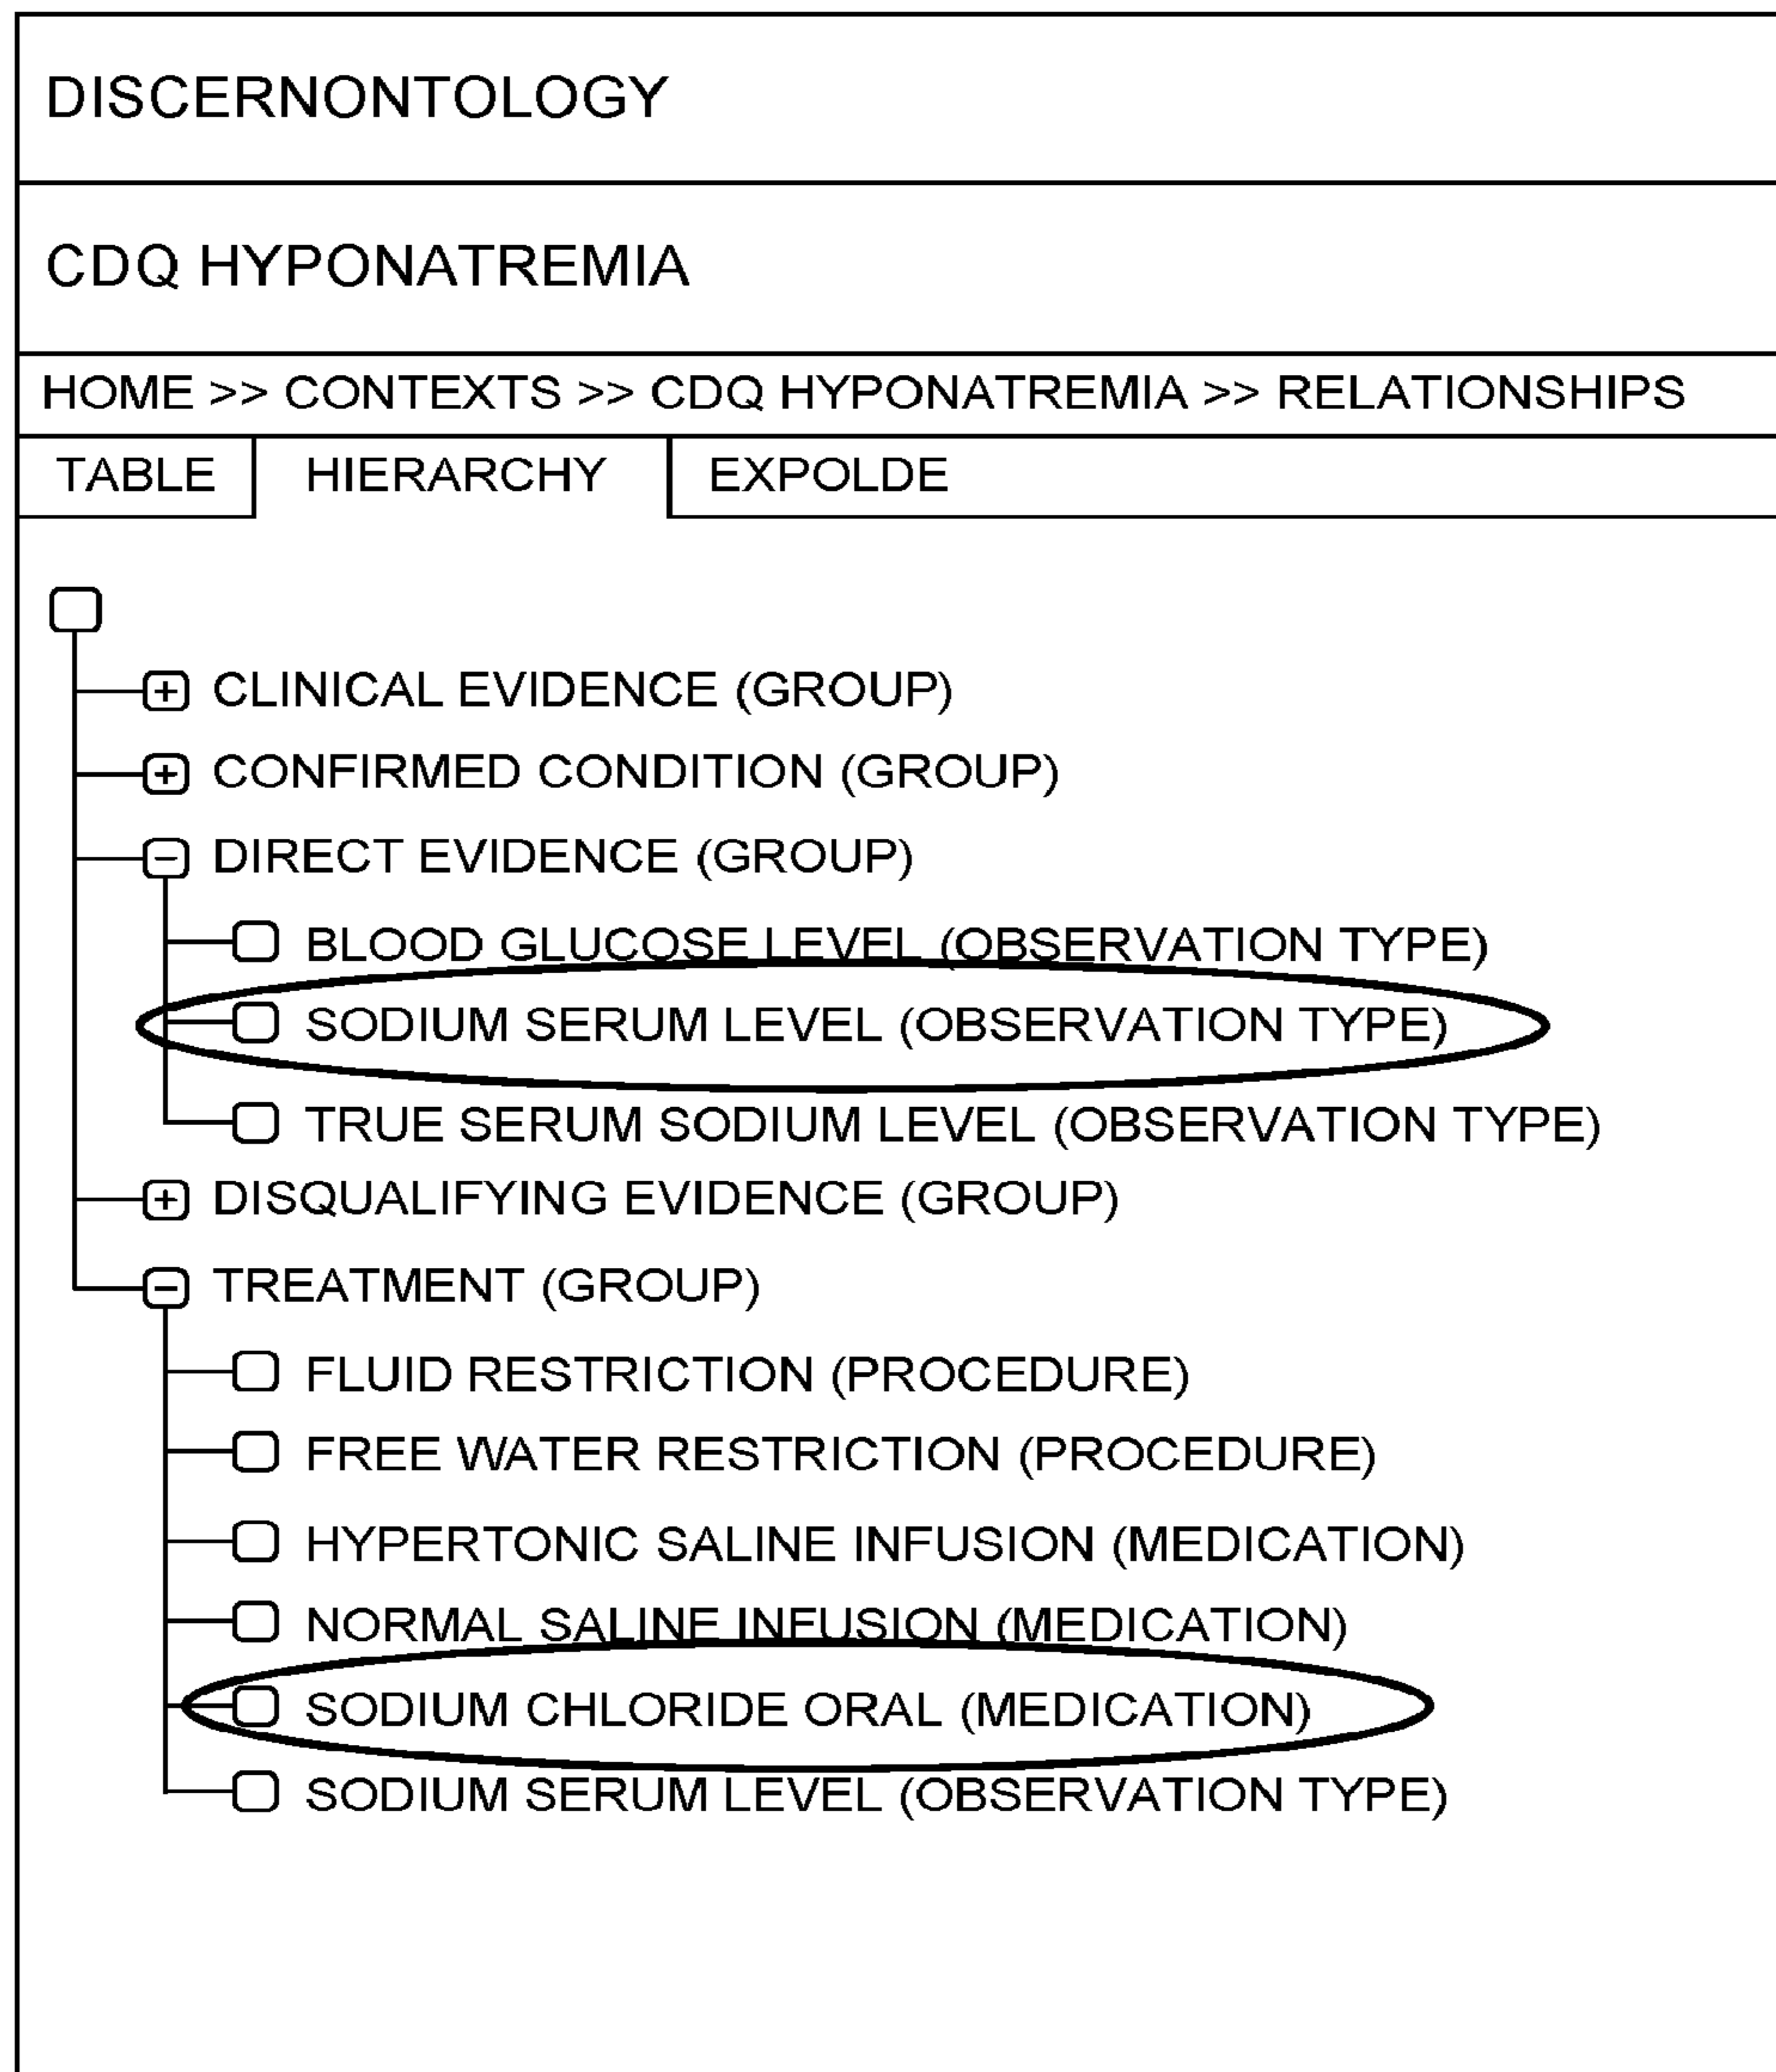 DISCERNONTOLOGY
CDQ HYPONATREMIA
HOME >> CONTEXTS >> CDQ HYPONATREMIA >> RELATIONSHIPS
TABLE HIERARCHY EXPOLDE
CLINICAL EVIDENCE (GROUP)
CONFIRMED CONDITION (GROUP)
DIRECT EVIDENCE (GROUP)
BLOOD GLUCOSE LEVEL (OBSERVATION TYPE)
SODIUM SERUM LEVEL (OBSERVATION TYPE)
TRUE SERUM SODIUM LEVEL (OBSERVATION TYPE)
DISQUALIFYING EVIDENCE (GROUP)
TREATMENT (GROUP)
FLUID RESTRICTION (PROCEDURE)
FREE WATER RESTRICTION (PROCEDURE)
HYPERTONIC SALINE INFUSION (MEDICATION)
NORMAL SALINE INFUSION (MEDICATION)
SODIUM CHLORIDE ORAL (MEDICATION)
SODIUM SERUM LEVEL (OBSERVATION TYPE)